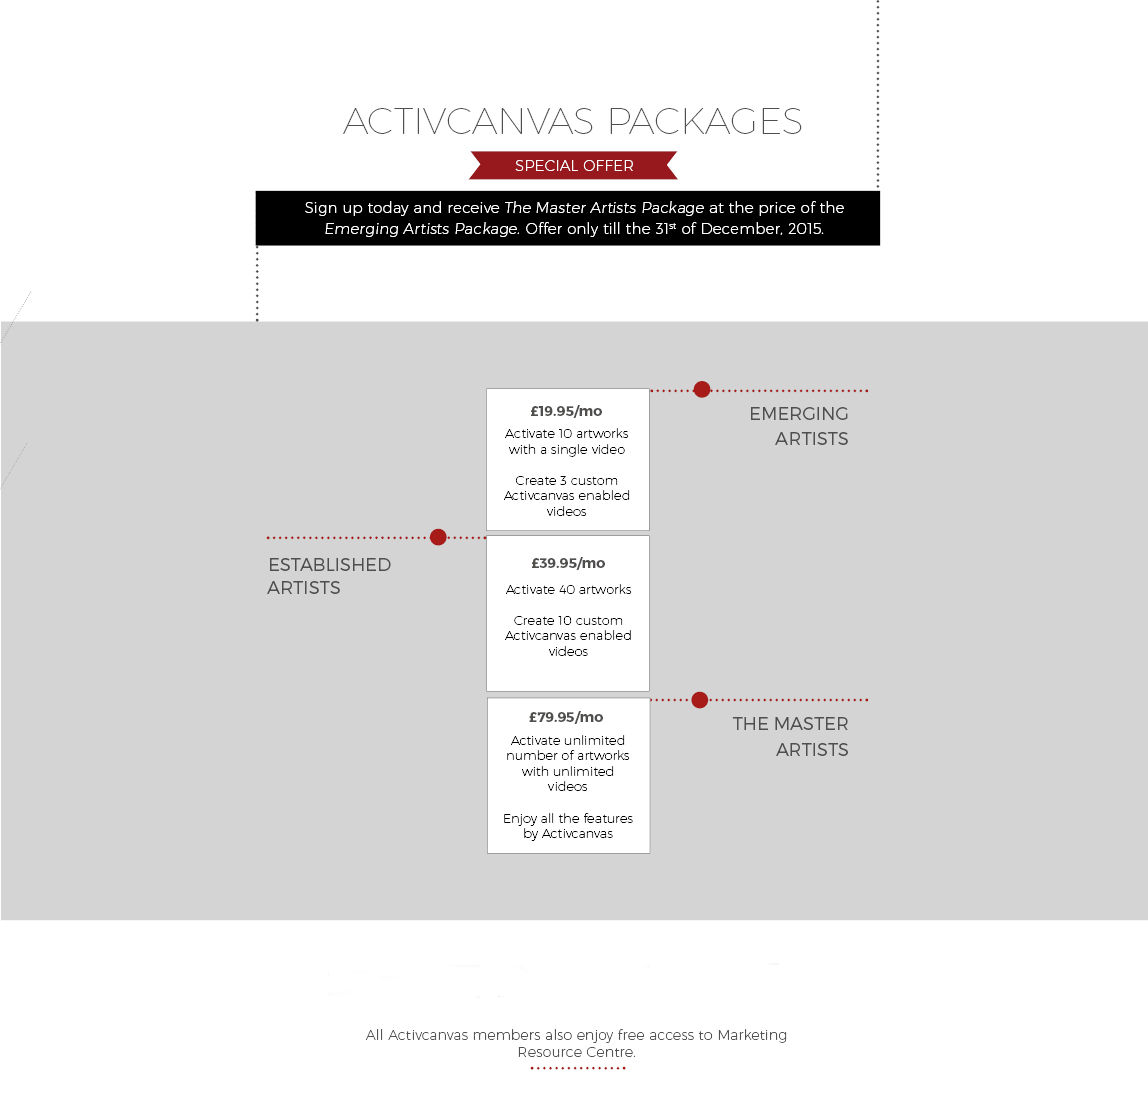 ACTIVCANVAS PACKAGES
SPECIAL OFFER
Sign up today and receive The Master Artists Package at the price of the
Emerging Artists Package. Offer only till the 31st of December, 2015.
£19.95/mo
Activate 10 artworks
with a single video
Create 3 custom
Activcanvas enabled
videos
EMERGING
ARTISTS
ESTABLISHED
ARTISTS
£39.95/mo
Activate 40 artworks
Create 10 custom
Activcanvas enabled
videos
£79.95/mo
Activate unlimited
number of artworks
with unlimited
videos
Enjoy all the features
by Activcanvas
THE MASTER
ARTISTS
All Activcanvas members also enjoy free access to Marketing
Resource Centre.